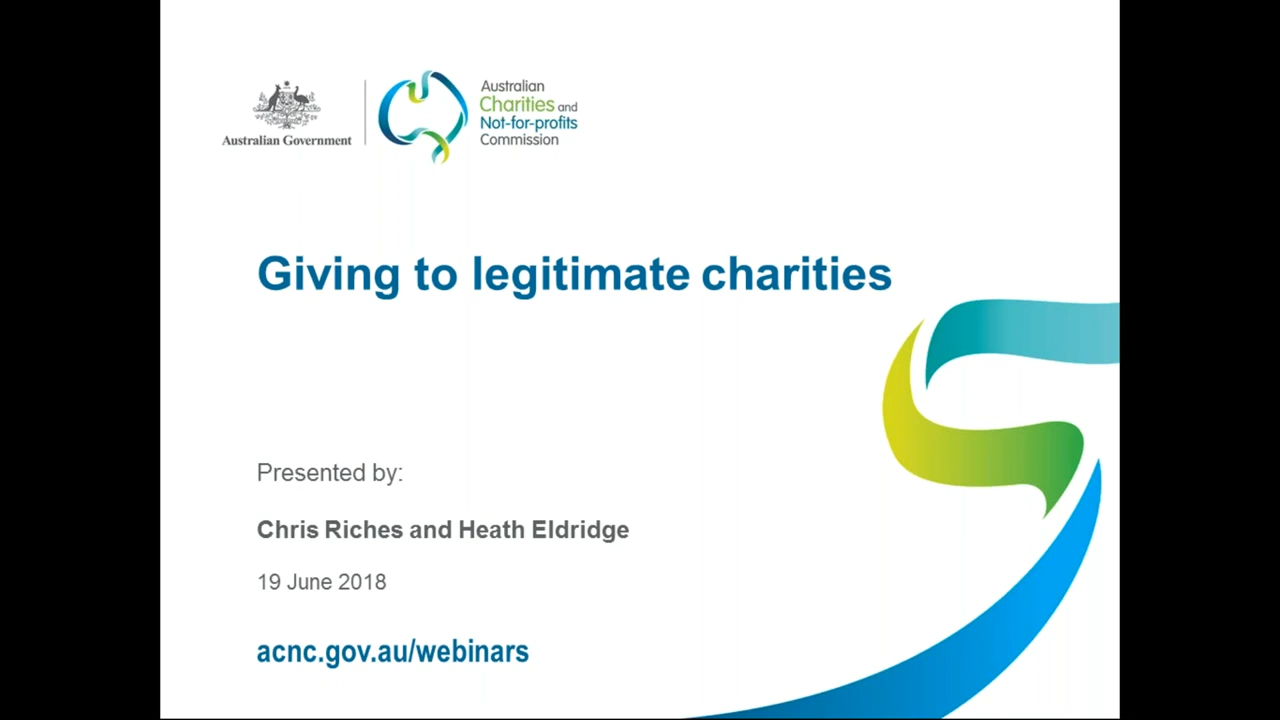 Australian Government
Australian
Charities and
Not-for-profits
Commission
Giving to legitimate charities
Presented by:
Chris Riches and Heath Eldridge
19 June 2018
acnc.gov.au/webinars